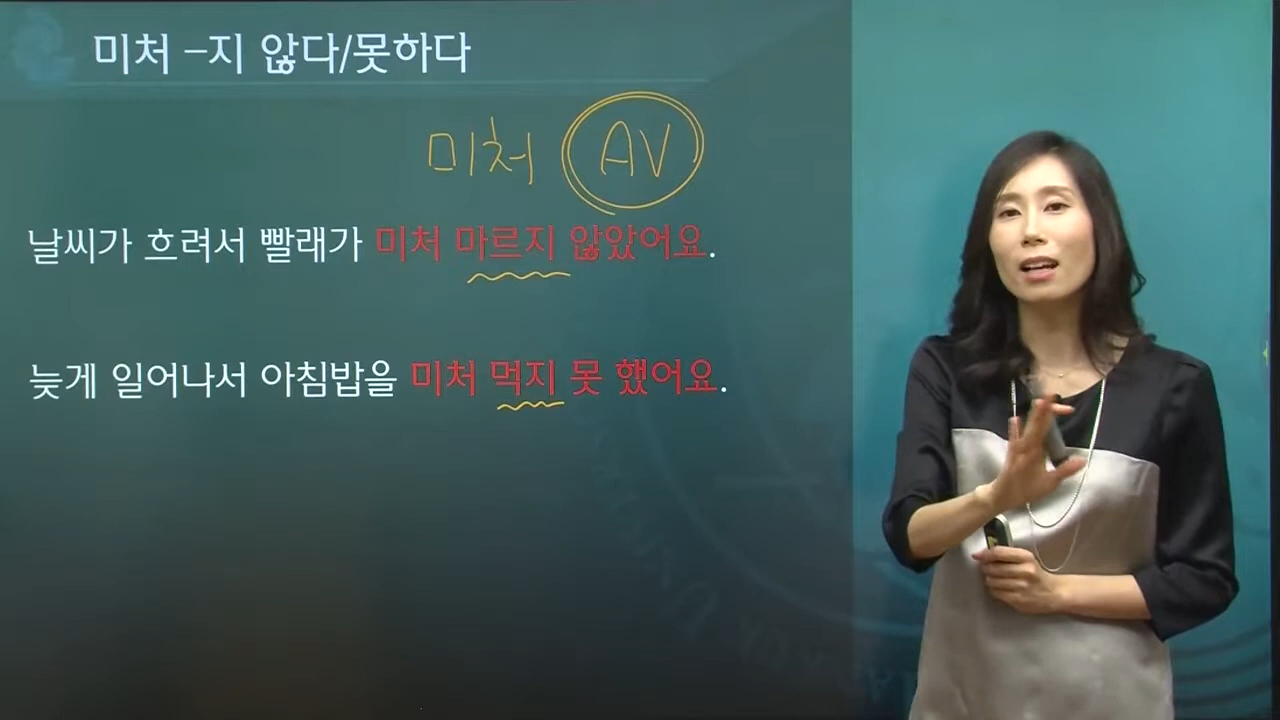 미처 –지 않다/못하다
미처 AV
날씨가 흐려서 빨래가 미처 마르지 않았어요.
늦게 일어나서 아침밥을 미처 먹지 못 했어요.